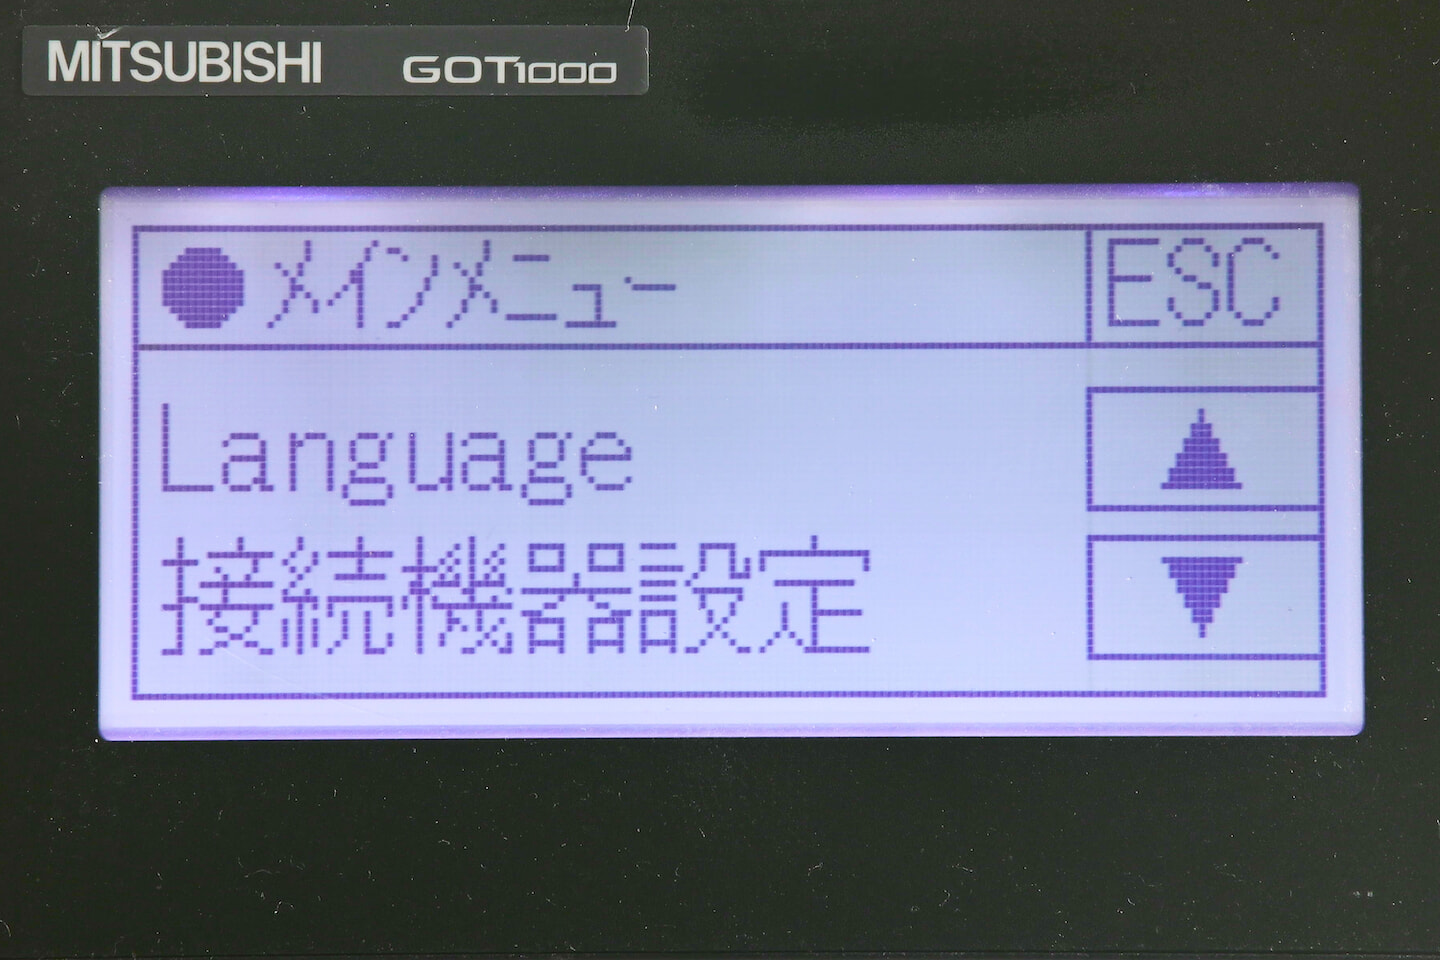 MITSUBISHI GOT1000
●メインメニュー ESC
Language
▲
接続機器設定
▼